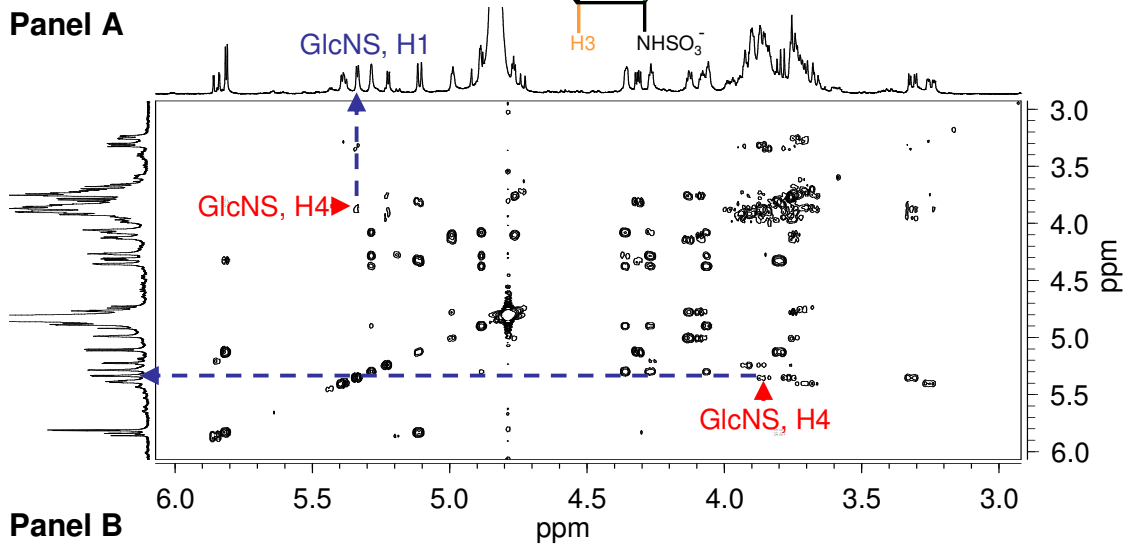 Panel A
H3
NHSO₃⁻
GlcNS, H1
3.0
3.5
GlcNS, H4
4.0
4.5
5.0
5.5
GlcNS, H4
6.0
ppm
6.0 5.5 5.0 4.5 4.0 3.5 3.0
ppm
Panel B